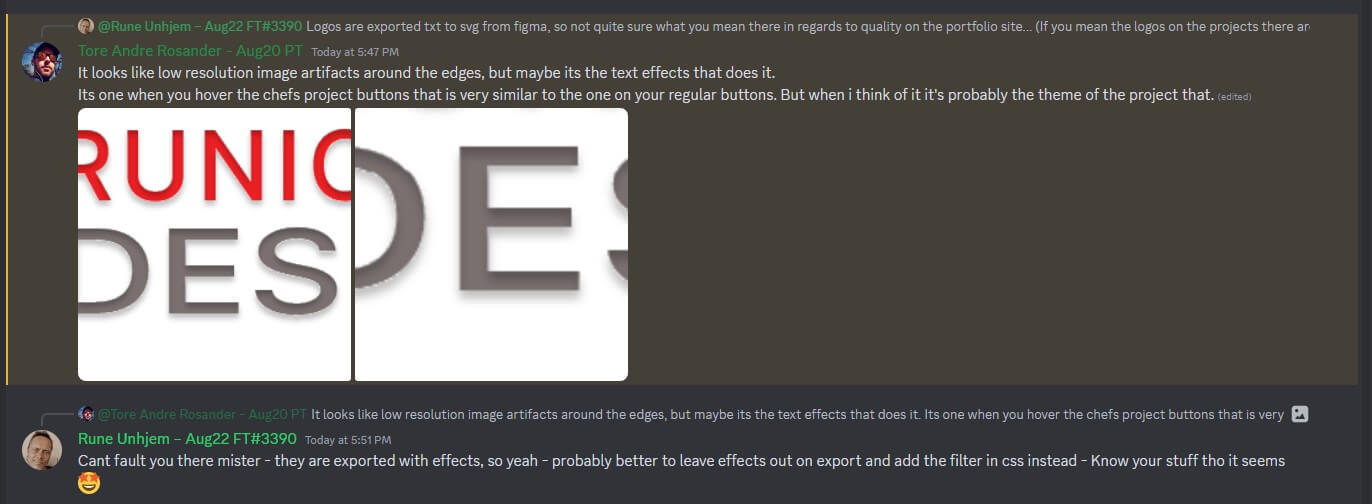 @Rune Unhjem – Aug22 FT#3390 Logos are exported txt to svg from figma, so not quite sure what you mean there in regards to quality on the portfolio site... (If you mean the logos on the projects there
Tore Andre Rosander - Aug20 PT Today at 5:47 PM
It looks like low resolution image artifacts around the edges, but maybe its the text effects that does it.
Its one when you hover the chefs project buttons that is very similar to the one on your regular buttons. But when i think of it it's probably the theme of the project that. (edited)
RUNIC
DES
DES
@Tore Andre Rosander - Aug20 PT It looks like low resolution image artifacts around the edges, but maybe its the text effects that does it. Its one when you hover the chefs project buttons that is very
Rune Unhjem – Aug22 FT#3390 Today at 5:51 PM
Cant fault you there mister - they are exported with effects, so yeah - probably better to leave effects out on export and add the filter in css instead - Know your stuff tho it seems